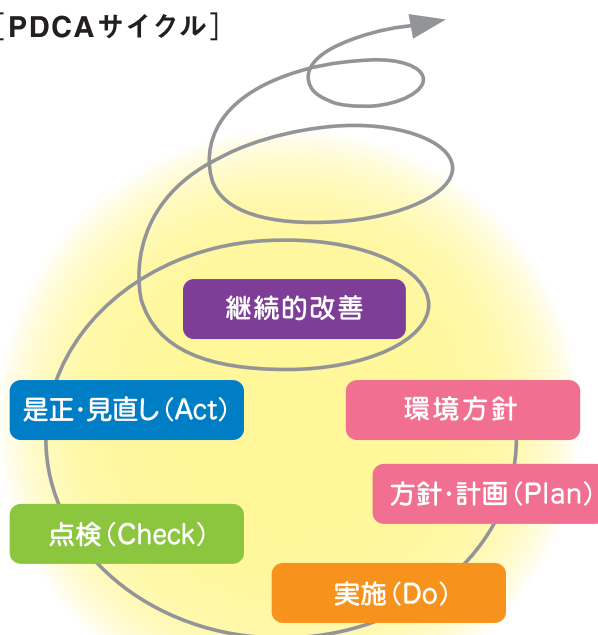 [PDCAサイクル]
継続的改善
是正・見直し(Act)
環境方針
方針・計画(Plan)
点検(Check)
実施(Do)